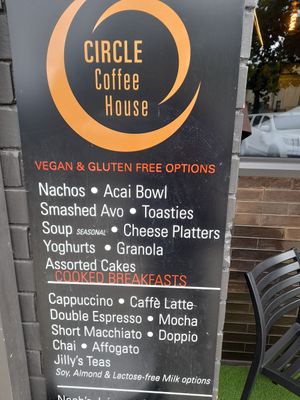 CIRCLE
Coffee
House
VEGAN & GLUTEN FREE OPTIONS
Nachos • Acai Bowl
Smashed Avo • Toasties
Soup SEASONAL • Cheese Platters
Yoghurts • Granola
Assorted Cakes
COOKED BREAKFASTS
Cappuccino • Caffè Latte
Double Espresso • Mocha
Short Macchiato • Doppio
Chai • Affogato
Jilly's Teas
Soy, Almond & Lactose-free Milk options